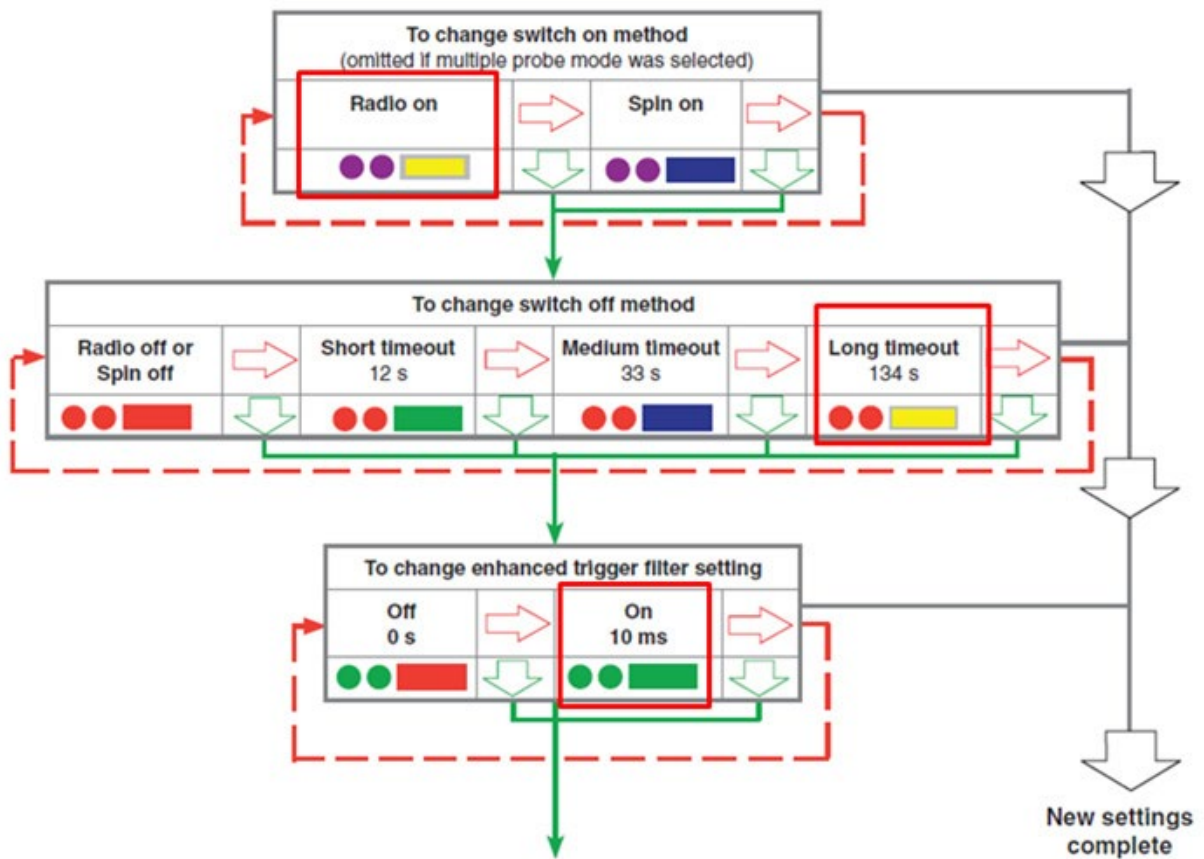 To change switch on method
(omitted if multiple probe mode was selected)
Radio on
Spin on
To change switch off method
Radio off or
Spin off
Short timeout
12 s
Medium timeout
33 s
Long timeout
134 s
To change enhanced trigger filter setting
Off
0 s
On
10 ms
New settings
complete